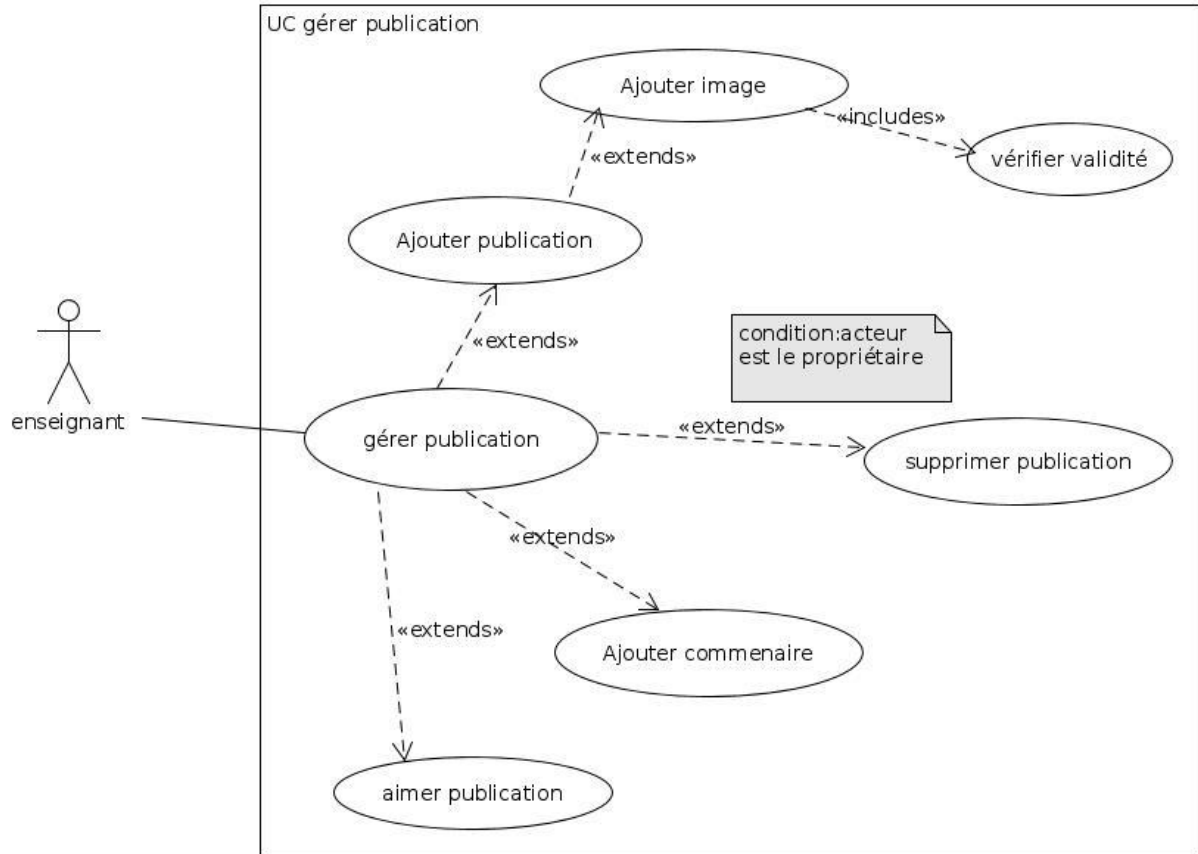 UC gérer publication
Ajouter image
«includes»
vérifier validité
«extends»
Ajouter publication
«extends»
condition:acteur
est le propriétaire
enseignant
gérer publication
«extends»
supprimer publication
«extends»
Ajouter commenaire
«extends»
aimer publication